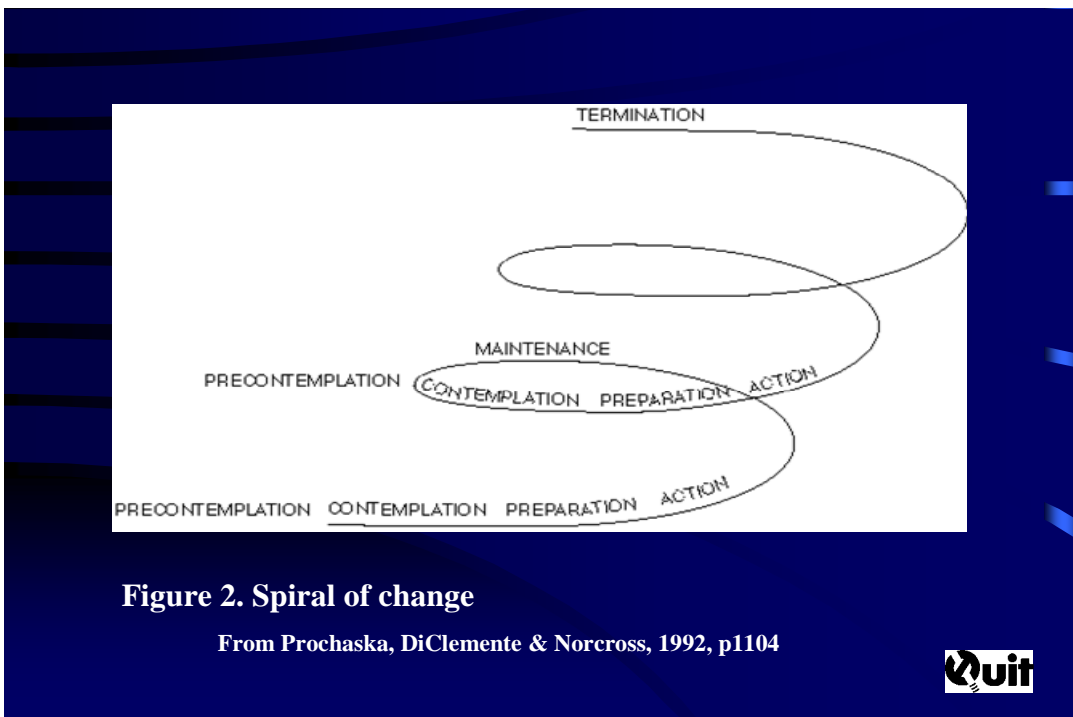 TERMINATION
MAINTENANCE
PRECONTEMPLATION CONTEMPLATION PREPARATION ACTION
PRECONTEMPLATION CONTEMPLATION PREPARATION ACTION
Figure 2. Spiral of change
From Prochaska, DiClemente & Norcross, 1992, p1104
Quit